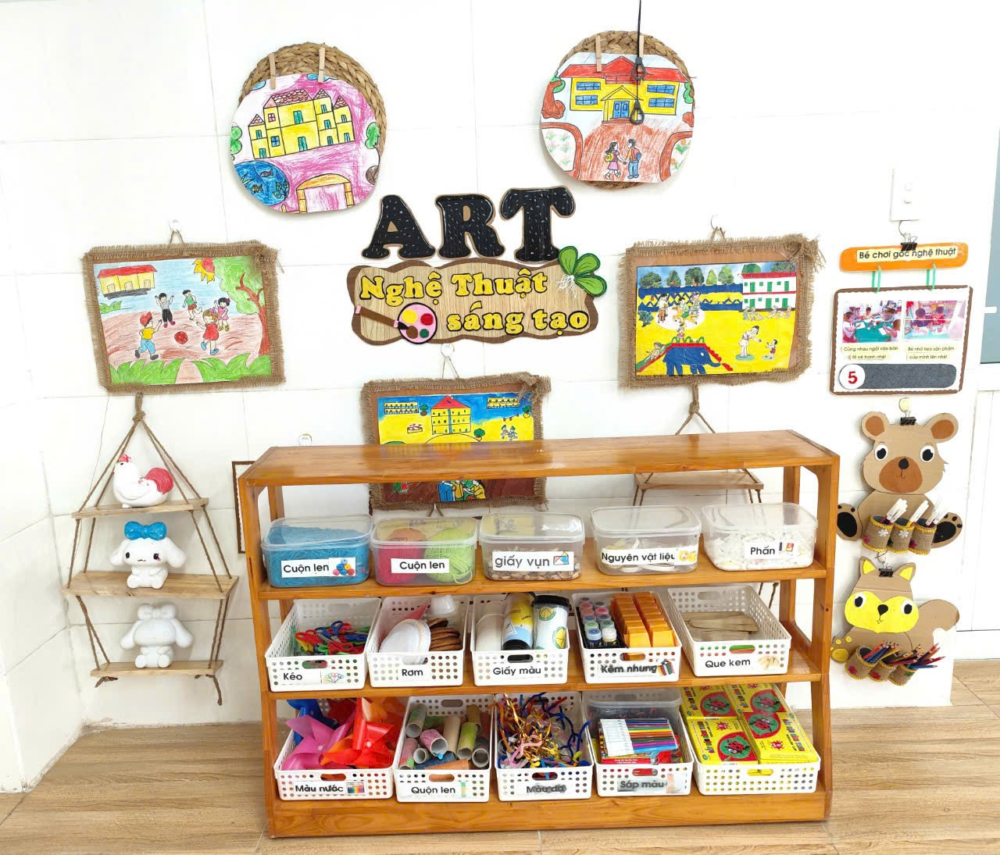 ART
Nghệ Thuật
sáng tạo
Bé chơi góc nghệ thuật
Cùng nhau ngồi vào bàn
tô vẽ tranh nhé!
Bé nhớ treo sản phẩm
của mình lên nhé!
5
Cuộn len
Cuộn len
giấy vụn
Nguyên vật liệu
Phấn
Kéo
Rơm
Giấy màu
Kẽm nhung
Que kem
Màu nước
Quộn len
Sáp màu